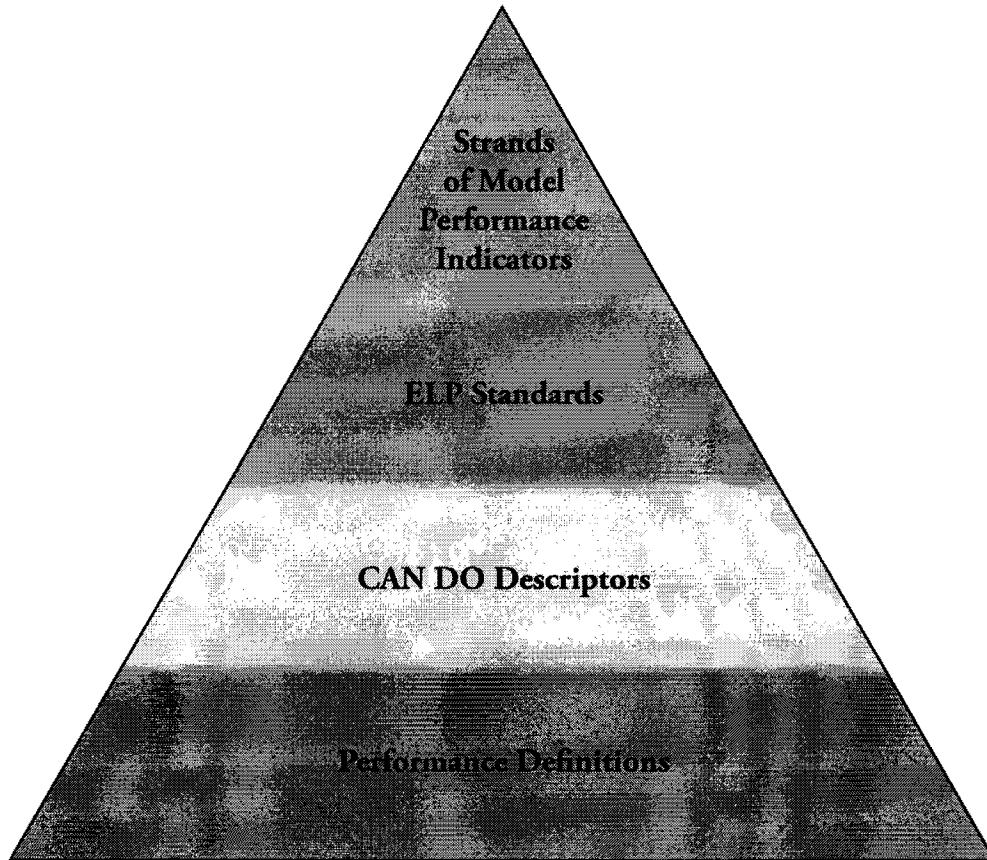 Strands
of Model
Performance
Indicators
ELP Standards
CAN DO Descriptors
Performance Definitions